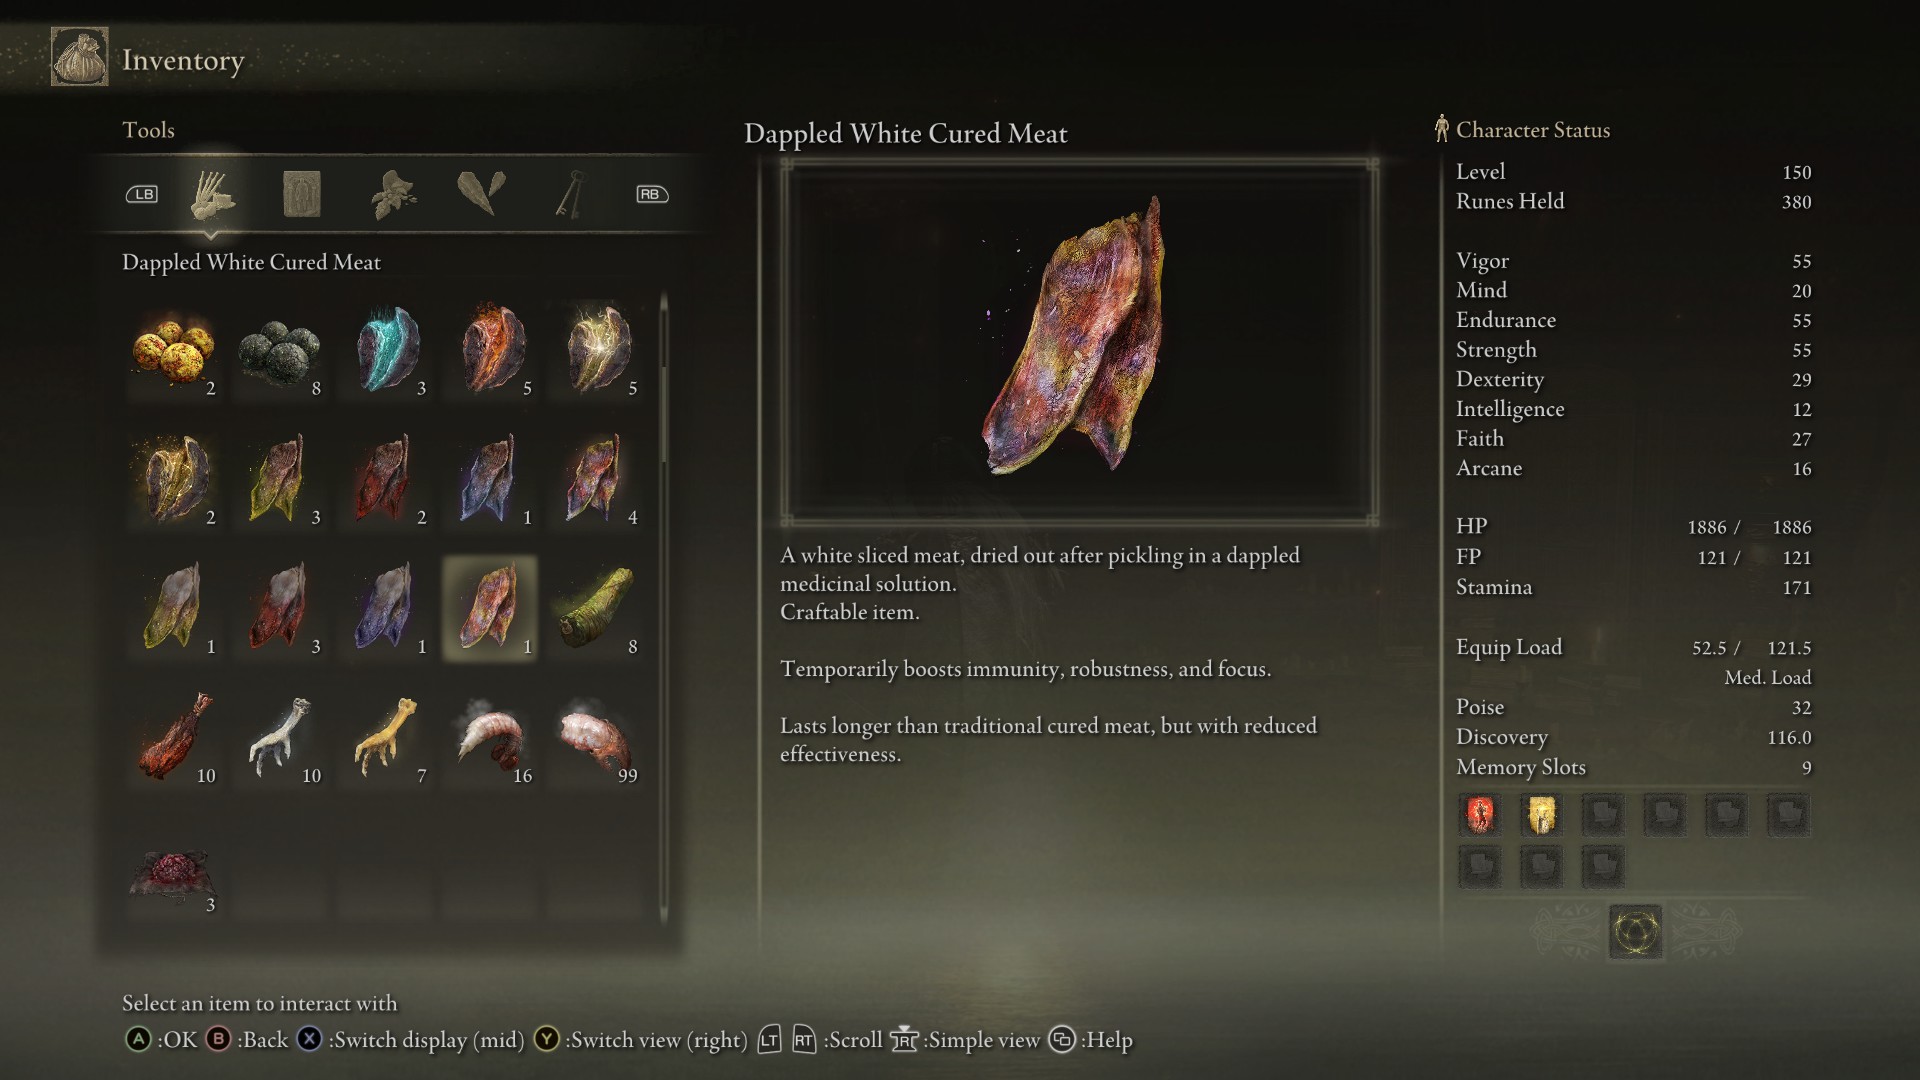 Inventory
Tools
LB
RB
Dappled White Cured Meat
2
8
3
5
5
2
3
2
1
4
1
3
1
1
8
10
10
7
16
99
3
Dappled White Cured Meat
A white sliced meat, dried out after pickling in a dappled
medicinal solution.
Craftable item.
Temporarily boosts immunity, robustness, and focus.
Lasts longer than traditional cured meat, but with reduced
effectiveness.
Character Status
Level 150
Runes Held 380
Vigor 55
Mind 20
Endurance 55
Strength 55
Dexterity 29
Intelligence 12
Faith 27
Arcane 16
HP 1886 / 1886
FP 121 / 121
Stamina 171
Equip Load 52.5 / 121.5
Med. Load
Poise 32
Discovery 116.0
Memory Slots 9
Select an item to interact with
A :OK B :Back X :Switch display (mid) Y :Switch view (right) LT RT :Scroll R :Simple view :Help